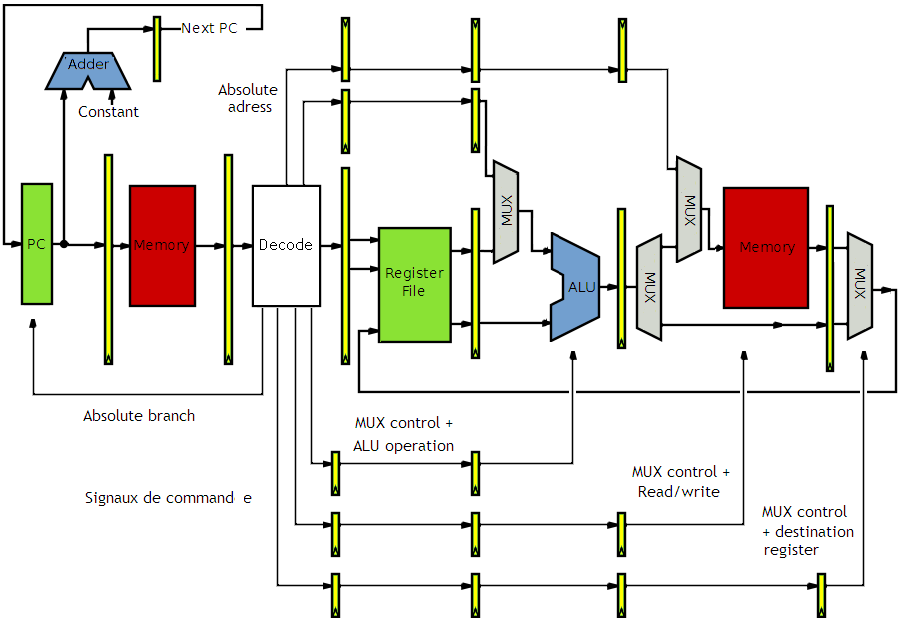 Next PC
Adder
Constant
Absolute
adress
PC
Memory
Decode
Register
File
MUX
ALU
MUX
MUX
Memory
MUX
Absolute branch
MUX control +
ALU operation
Signaux de command e
MUX control +
Read/write
MUX control
+ destination
register